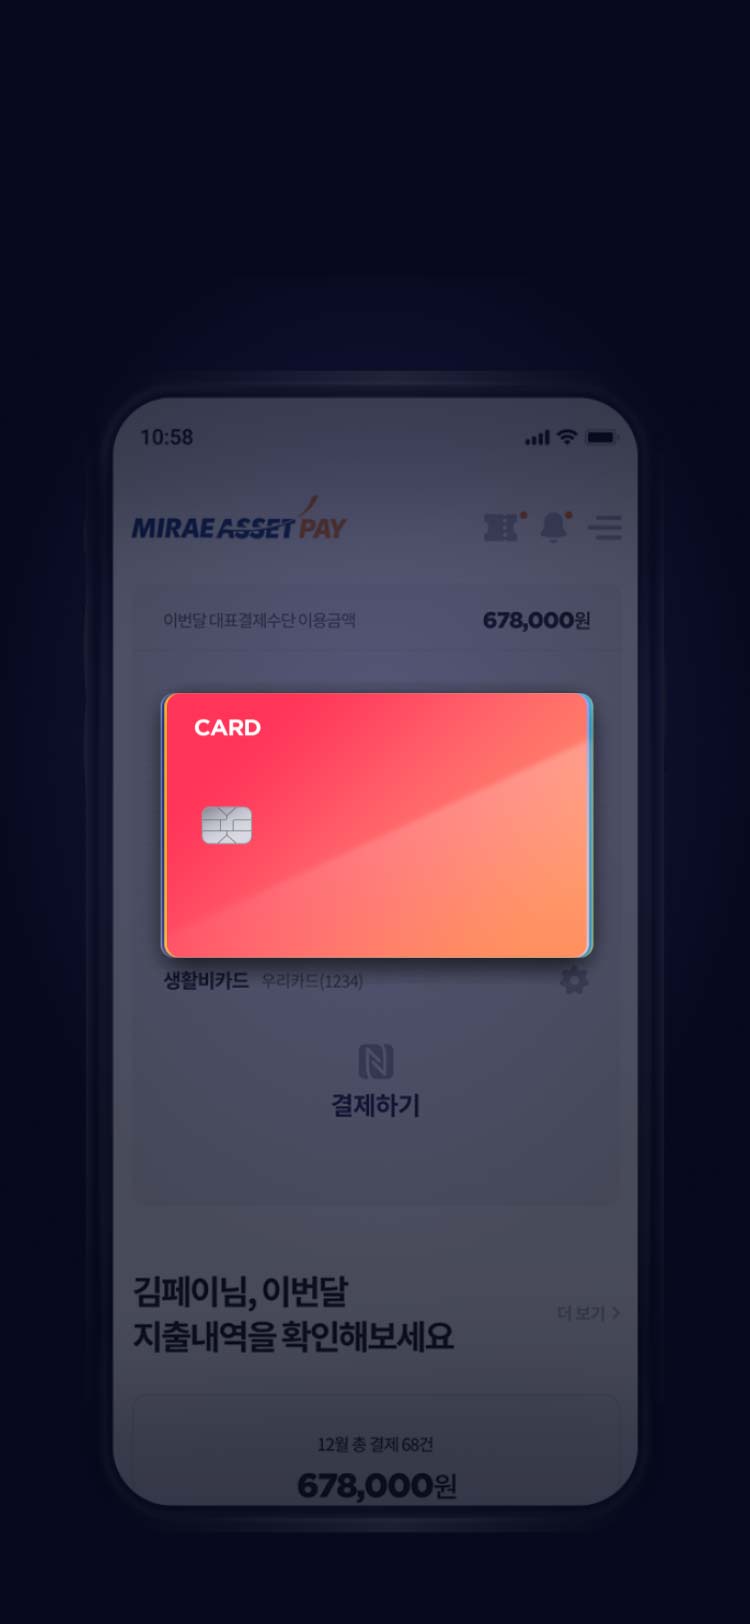 10:58
MIRAE ASSET PAY
이번달 대표결제수단 이용금액 678,000원
CARD
생활비카드 우리카드(1234)
결제하기
김페이님, 이번달
지출내역을 확인해보세요
더 보기
12월 총 결제 68건
678,000원